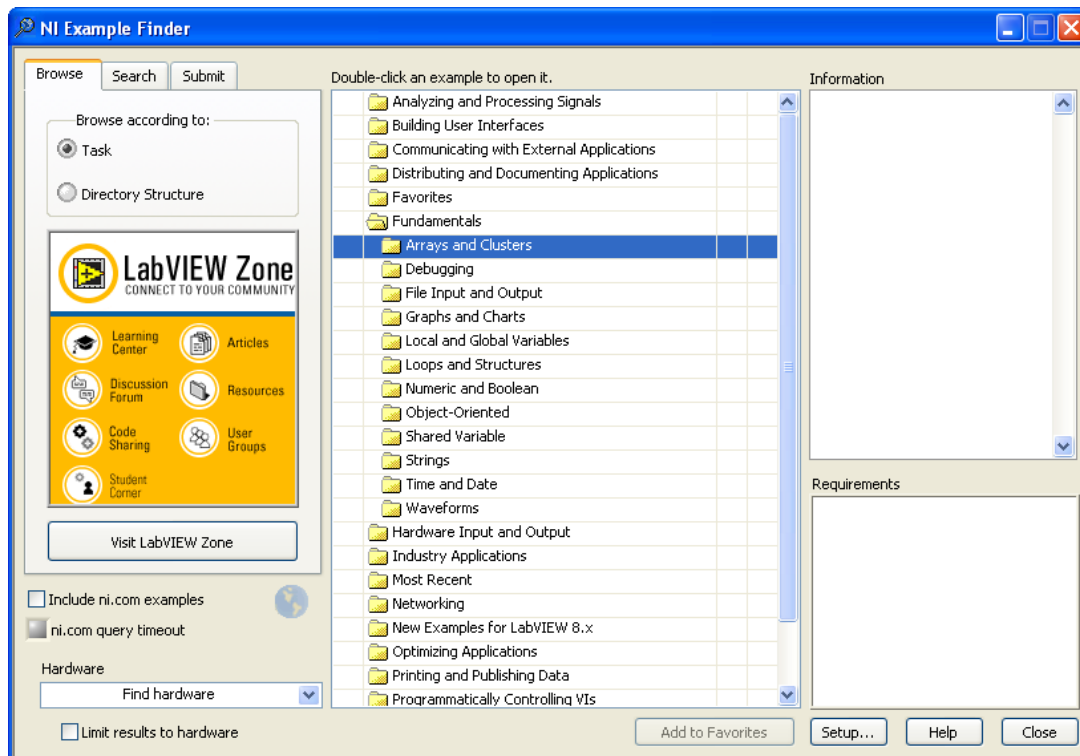 NI Example Finder
Browse
Search
Submit
Browse according to:
Task
Directory Structure
LabVIEW Zone
CONNECT TO YOUR COMMUNITY
Learning
Center
Articles
Discussion
Forum
Resources
Code
Sharing
User
Groups
Student
Corner
Visit LabVIEW Zone
Include ni.com examples
ni.com query timeout
Hardware
Find hardware
Limit results to hardware
Double-click an example to open it.
Analyzing and Processing Signals
Building User Interfaces
Communicating with External Applications
Distributing and Documenting Applications
Favorites
Fundamentals
Arrays and Clusters
Debugging
File Input and Output
Graphs and Charts
Local and Global Variables
Loops and Structures
Numeric and Boolean
Object-Oriented
Shared Variable
Strings
Time and Date
Waveforms
Hardware Input and Output
Industry Applications
Most Recent
Networking
New Examples for LabVIEW 8.x
Optimizing Applications
Printing and Publishing Data
Programmatically Controlling VIs
Information
Requirements
Add to Favorites
Setup...
Help
Close